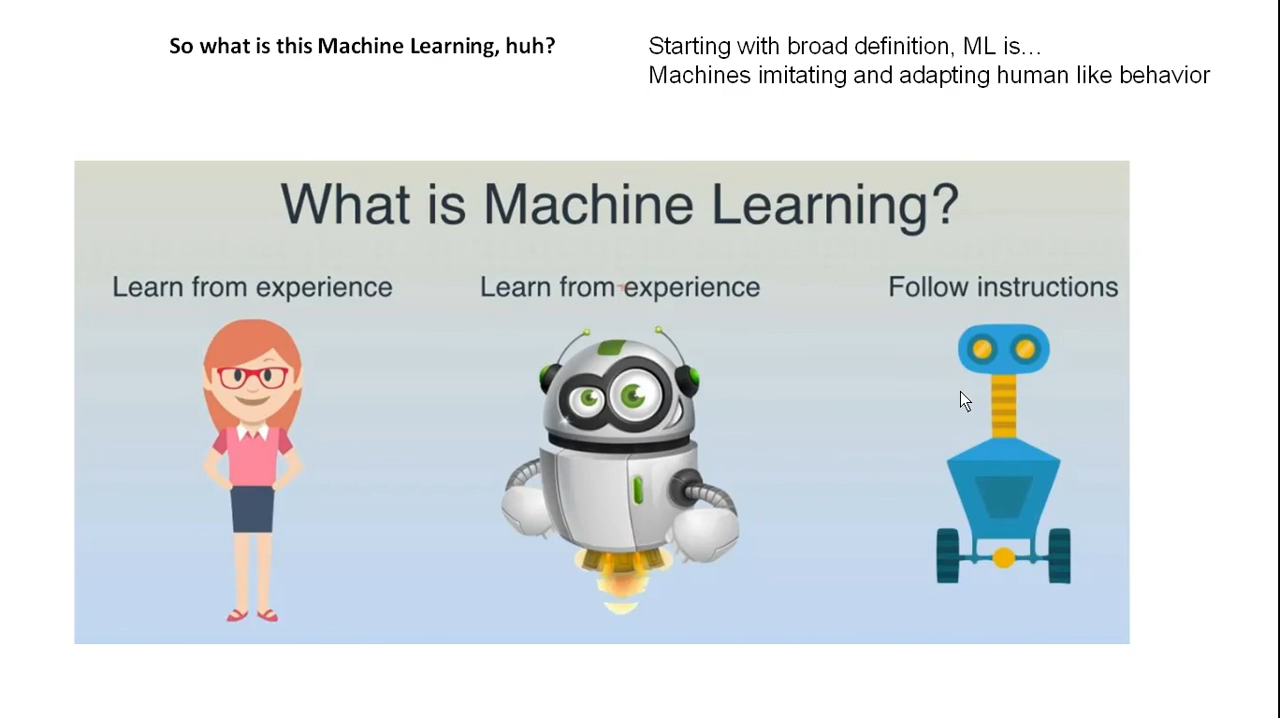 So what is this Machine Learning, huh?
Starting with broad definition, ML is...
Machines imitating and adapting human like behavior
What is Machine Learning?
Learn from experience
Learn from experience
Follow instructions